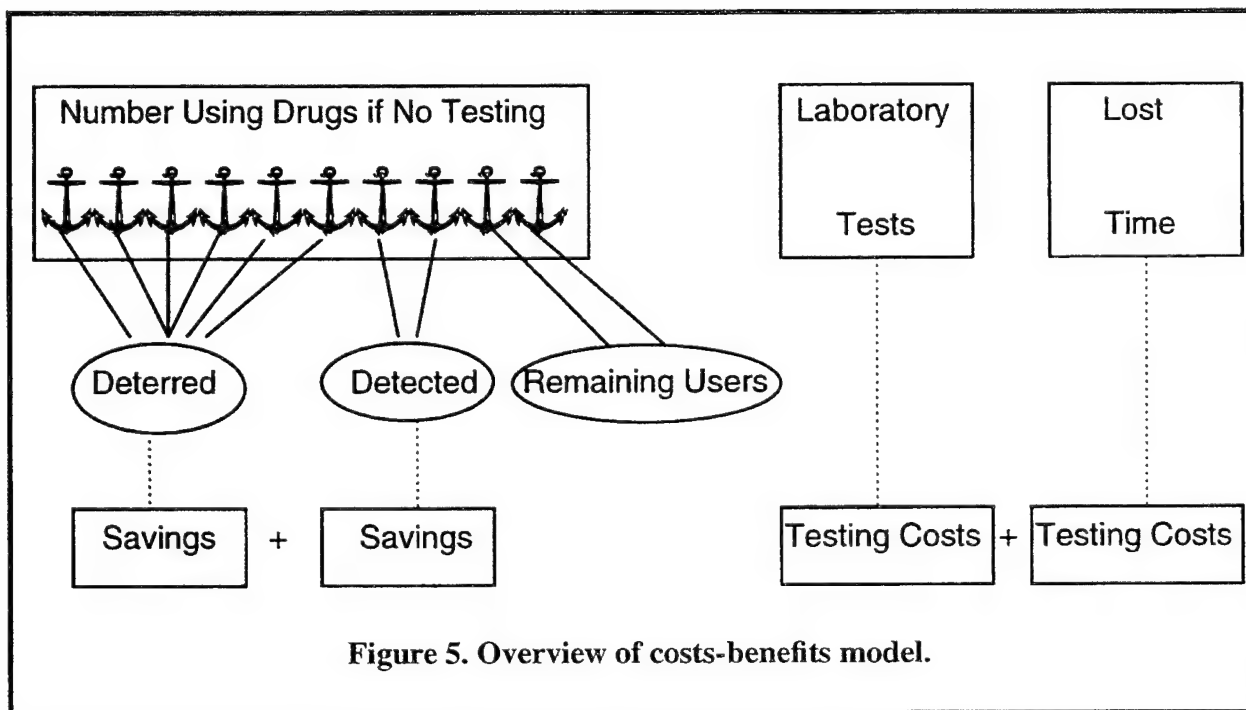 Number Using Drugs if No Testing
Laboratory
Tests
Lost
Time
Deterred
Detected
Remaining Users
Savings + Savings
Testing Costs + Testing Costs
Figure 5. Overview of costs-benefits model.